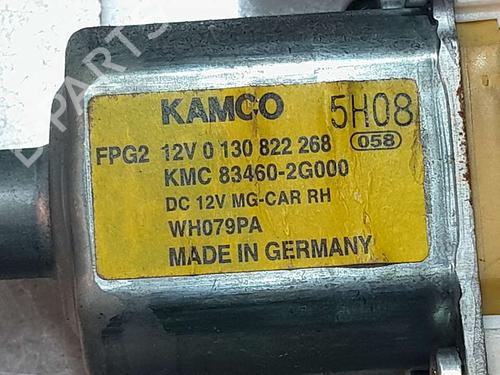 KAMCO 5H08
FPG2 12V 0 130 822 268 058
KMC 83460-2G000
DC 12V MG-CAR RH
WH079PA
MADE IN GERMANY
B-PARTS